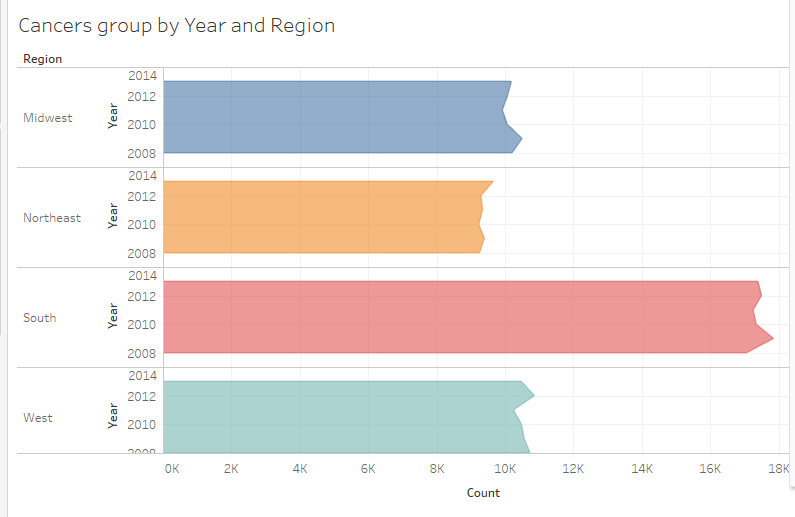 Cancers group by Year and Region
Region
Midwest
Year
2014
2012
2010
2008
Northeast
Year
2014
2012
2010
2008
South
Year
2014
2012
2010
2008
West
Year
2014
2012
2010
2008
0K 2K 4K 6K 8K 10K 12K 14K 16K 18K
Count